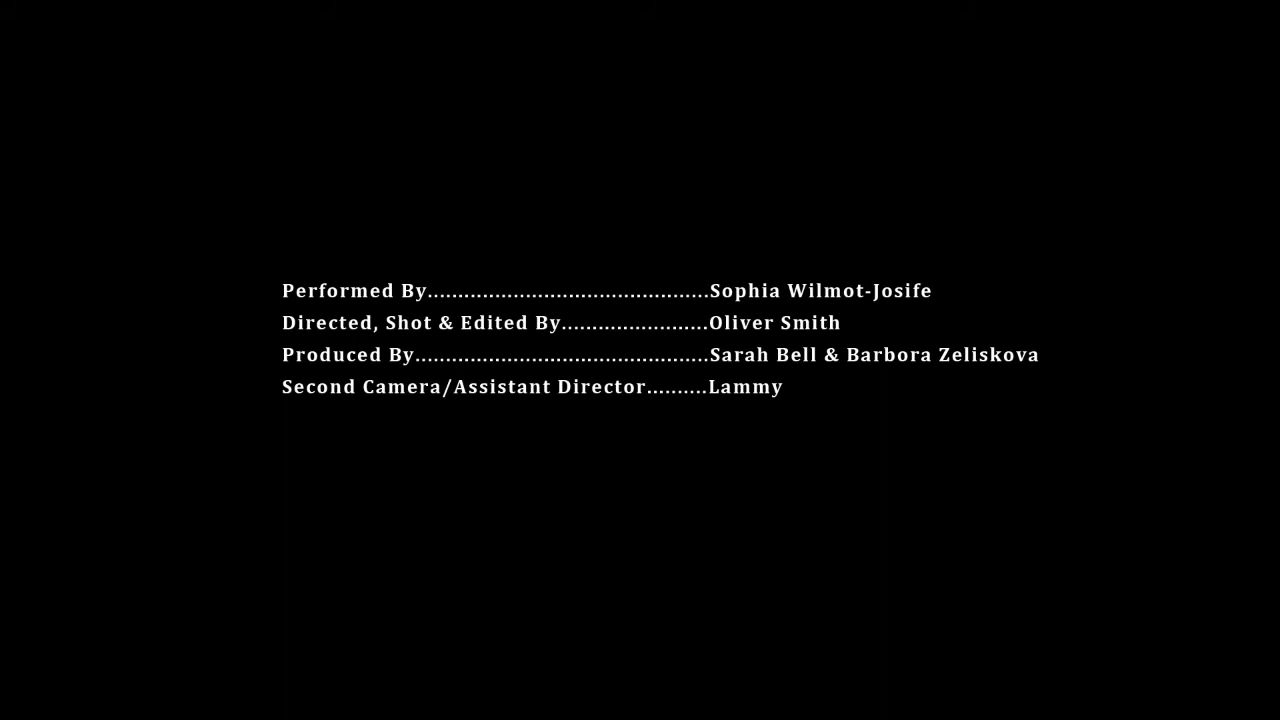 Performed By..............................................Sophia Wilmot-Josife
Directed, Shot & Edited By........................Oliver Smith
Produced By................................................Sarah Bell & Barbora Zeliskova
Second Camera/Assistant Director..........Lammy